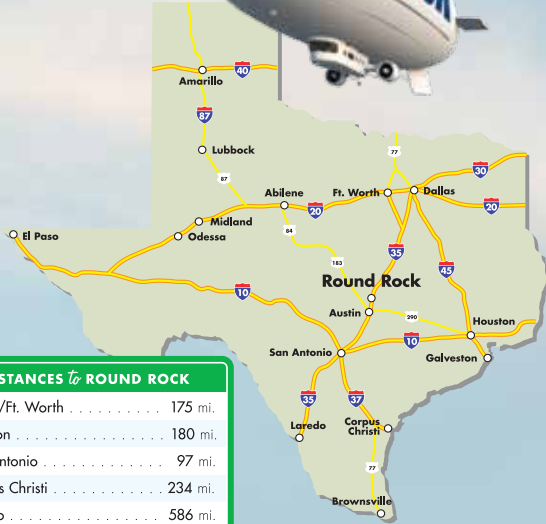 40
Amarillo
87
Lubbock
87
77
30
Abilene
Ft. Worth
Dallas
20
20
Midland
84
El Paso
Odessa
35
183
45
10
Round Rock
Austin
290
Houston
10
San Antonio
Galveston
35
37
Laredo
Corpus
Christi
77
Brownsville
STANCES to ROUND ROCK
/Ft. Worth . . . . . . . . . . 175 mi.
on . . . . . . . . . . . . . . . 180 mi.
ntonio . . . . . . . . . . . . . 97 mi.
s Christi . . . . . . . . . . . 234 mi.
o . . . . . . . . . . . . . . . 586 mi.